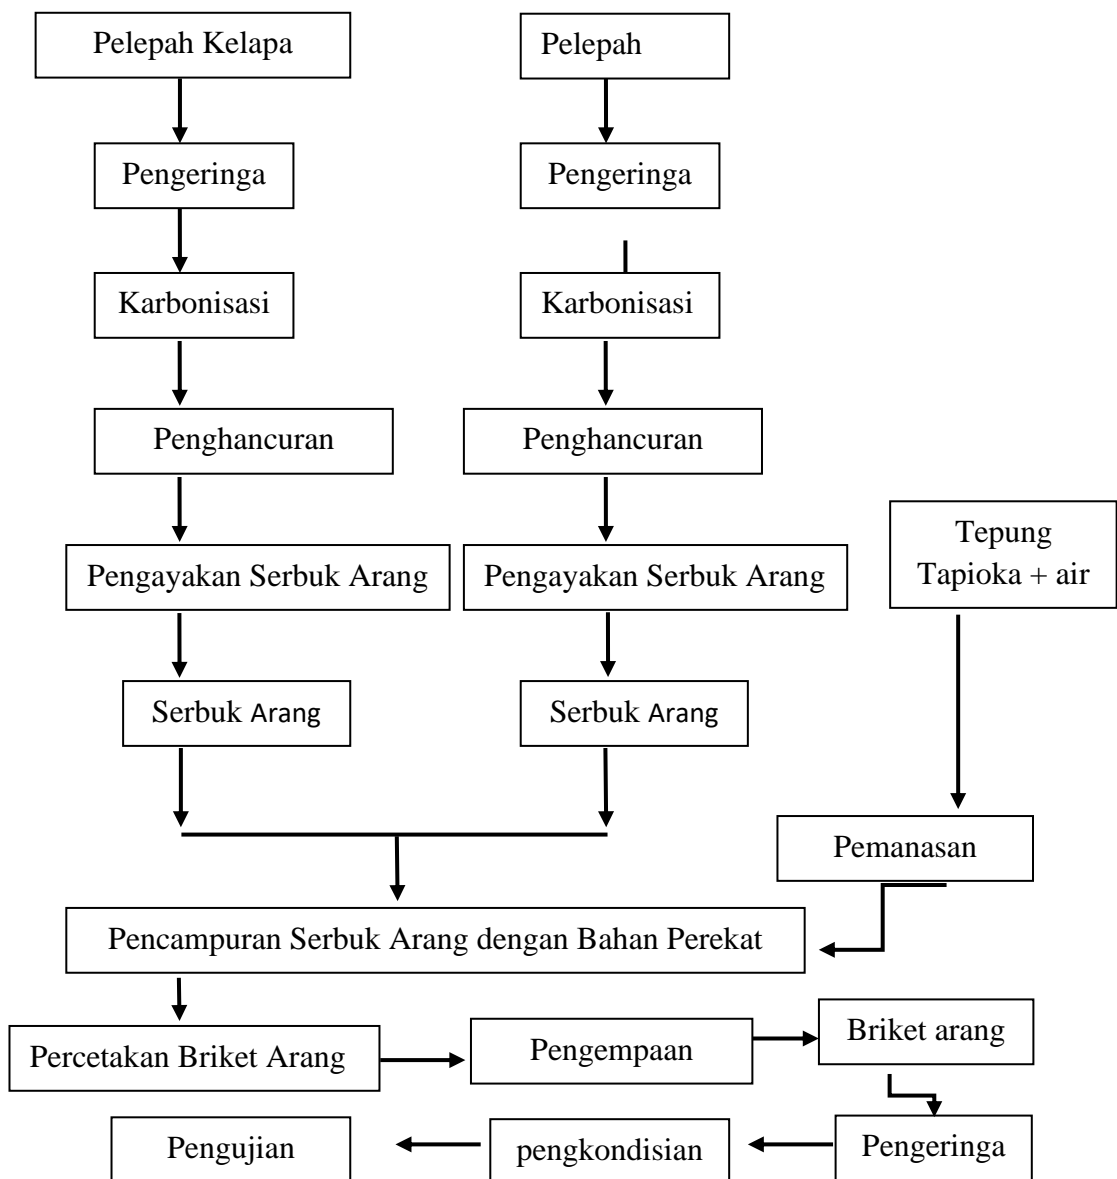 Pelepah Kelapa
Pelepah
Pengeringa
Pengeringa
Karbonisasi
Karbonisasi
Penghancuran
Penghancuran
Pengayakan Serbuk Arang
Pengayakan Serbuk Arang
Tepung
Tapioka + air
Serbuk Arang
Serbuk Arang
Pemanasan
Pencampuran Serbuk Arang dengan Bahan Perekat
Percetakan Briket Arang
Pengempaan
Briket arang
Pengujian
pengkondisian
Pengeringa